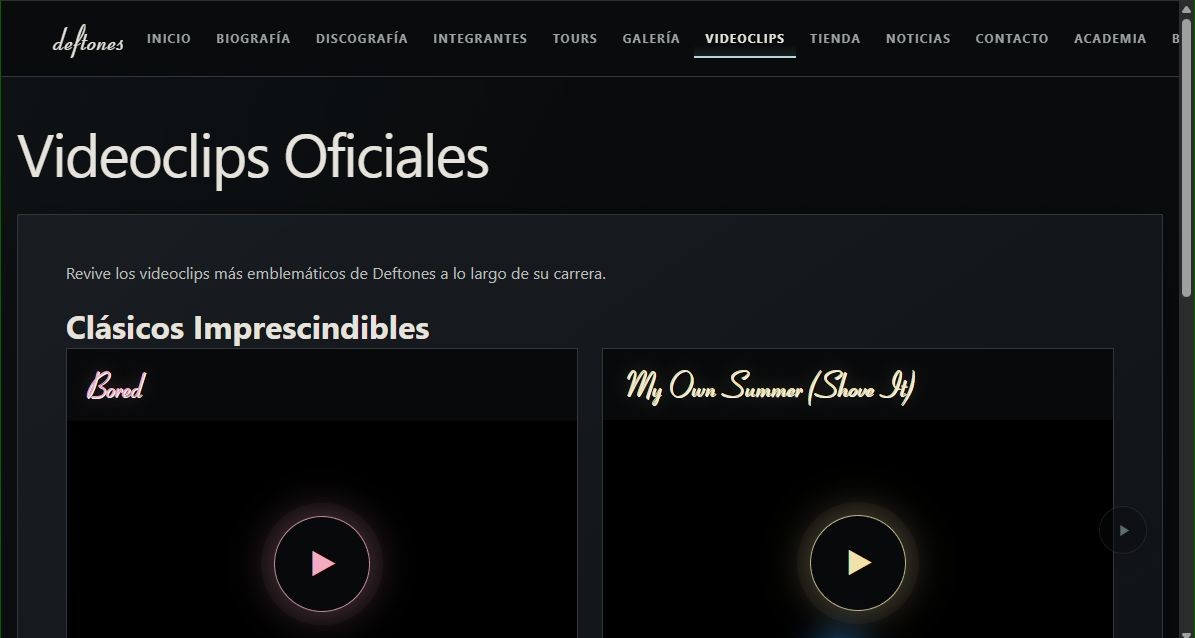 deftones INICIO BIOGRAFÍA DISCOGRAFÍA INTEGRANTES TOURS GALERÍA VIDEOCLIPS TIENDA NOTICIAS CONTACTO ACADEMIA
Videoclips Oficiales
Revive los videoclips más emblemáticos de Deftones a lo largo de su carrera.
Clásicos Imprescindibles
Bored
My Own Summer (Shove It)